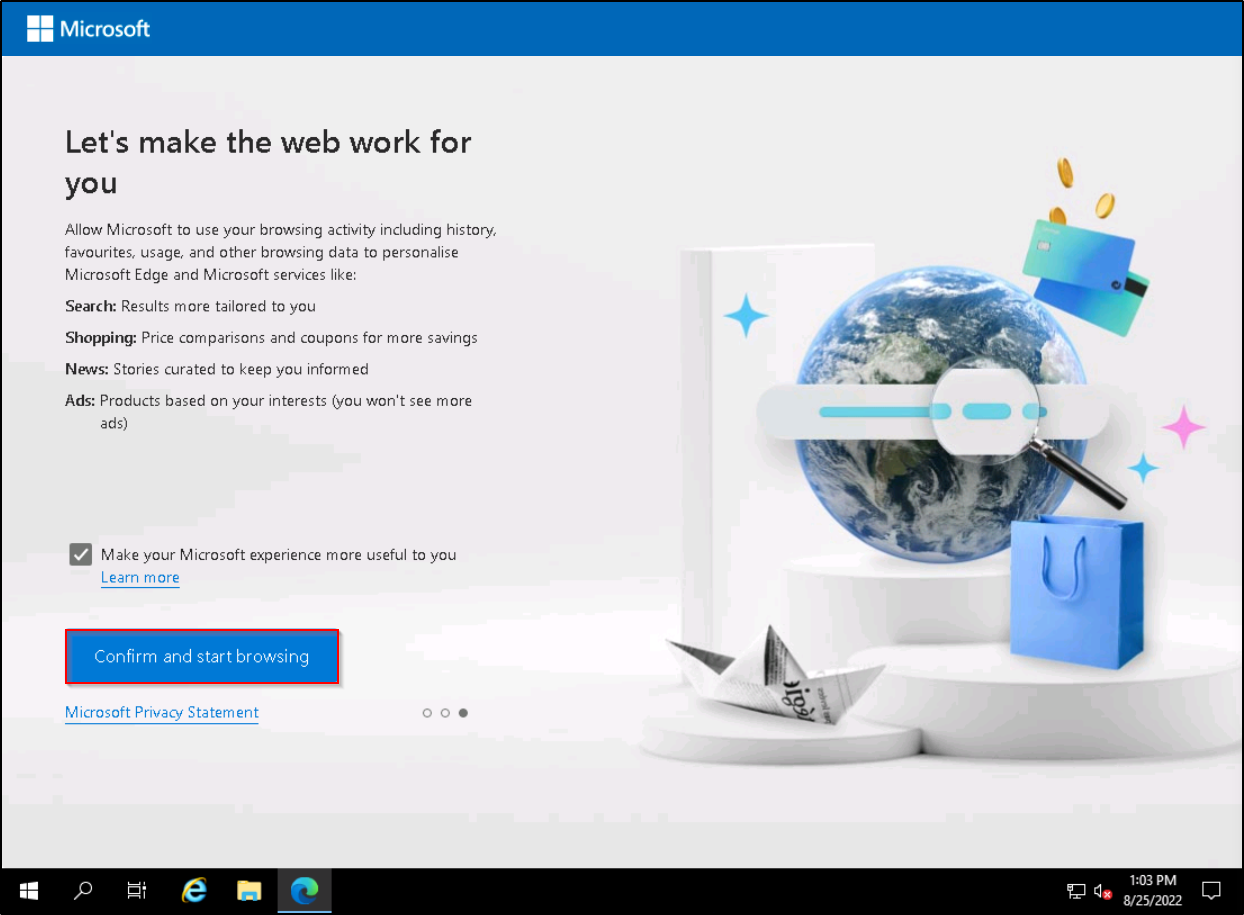 Microsoft
Let's make the web work for
you
Allow Microsoft to use your browsing activity including history,
favourites, usage, and other browsing data to personalise
Microsoft Edge and Microsoft services like:
Search: Results more tailored to you
Shopping: Price comparisons and coupons for more savings
News: Stories curated to keep you informed
Ads: Products based on your interests (you won't see more
ads)
Make your Microsoft experience more useful to you
Learn more
Confirm and start browsing
Microsoft Privacy Statement
1:03 PM
8/25/2022